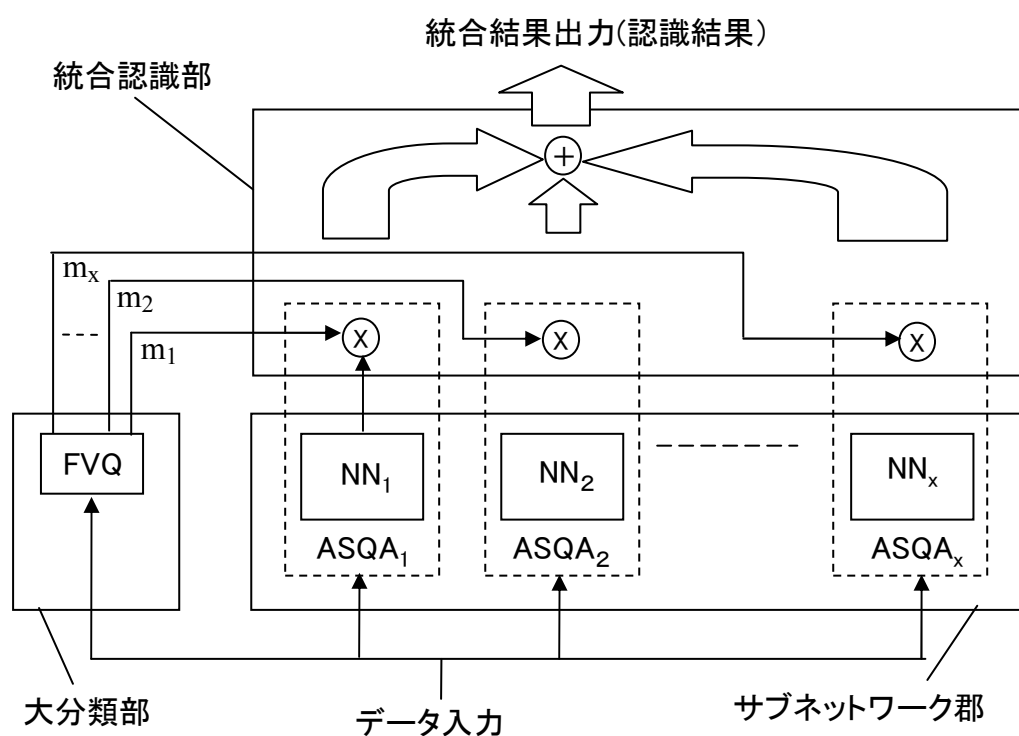 統合結果出力(認識結果)
統合認識部
mx
m2
m1
X
X
X
+
FVQ
NN1
NN2
NNx
ASQA1
ASQA2
ASQAx
大分類部
データ入力
サブネットワーク郡